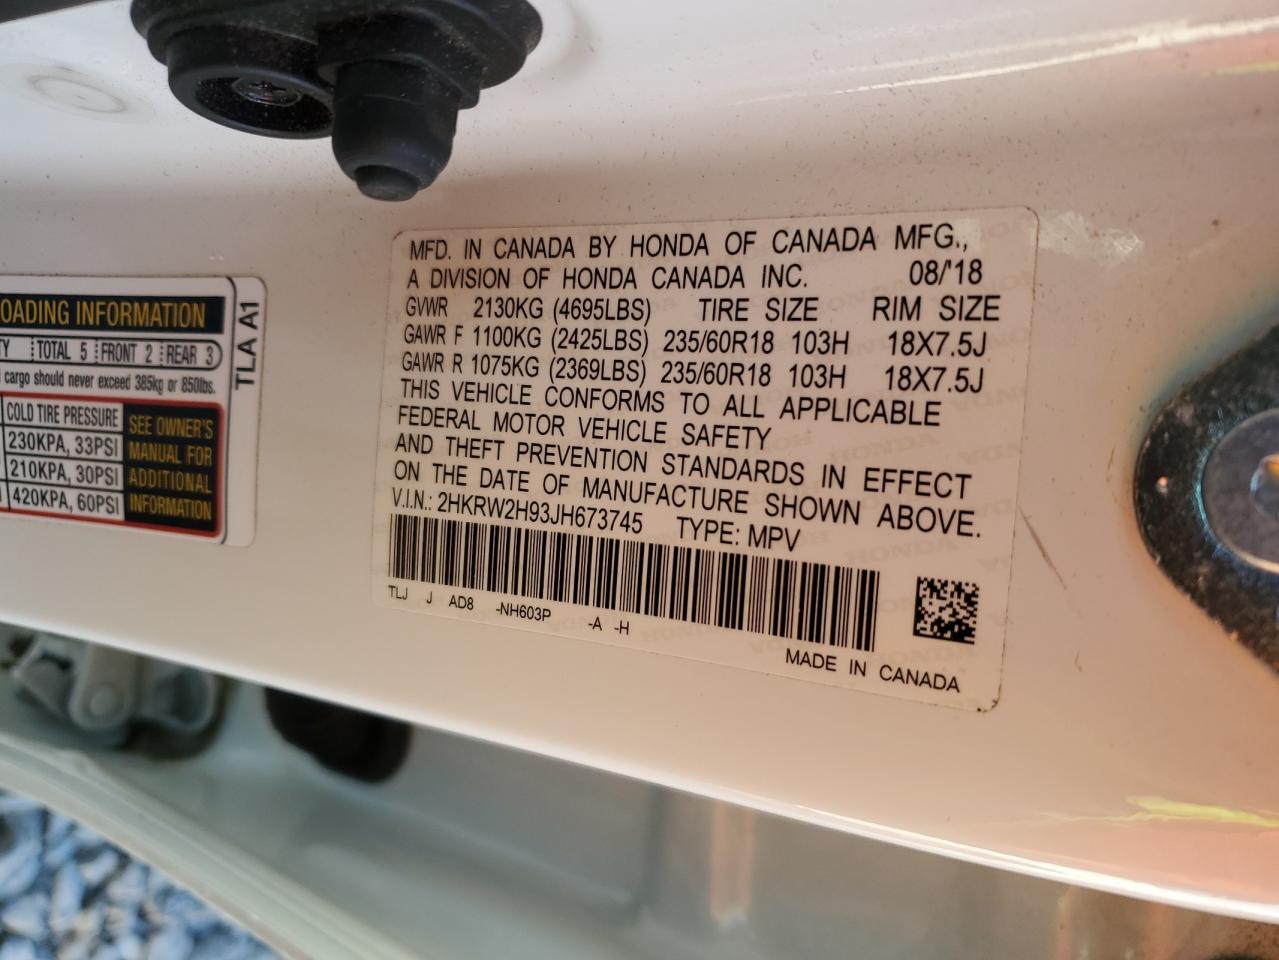 OADING INFORMATION
TY TOTAL 5 FRONT 2 REAR 3
cargo should never exceed 385kg or 850lbs.
COLD TIRE PRESSURE
230KPA, 33PSI
210KPA, 30PSI
420KPA, 60PSI
SEE OWNER'S
MANUAL FOR
ADDITIONAL
INFORMATION
TLA A1
MFD. IN CANADA BY HONDA OF CANADA MFG.,
A DIVISION OF HONDA CANADA INC. 08/'18
GVWR 2130KG (4695LBS) TIRE SIZE RIM SIZE
GAWR F 1100KG (2425LBS) 235/60R18 103H 18X7.5J
GAWR R 1075KG (2369LBS) 235/60R18 103H 18X7.5J
THIS VEHICLE CONFORMS TO ALL APPLICABLE
FEDERAL MOTOR VEHICLE SAFETY
AND THEFT PREVENTION STANDARDS IN EFFECT
ON THE DATE OF MANUFACTURE SHOWN ABOVE.
V.I.N.: 2HKRW2H93JH673745 TYPE: MPV
TLJ J AD8 -NH603P -A -H
MADE IN CANADA